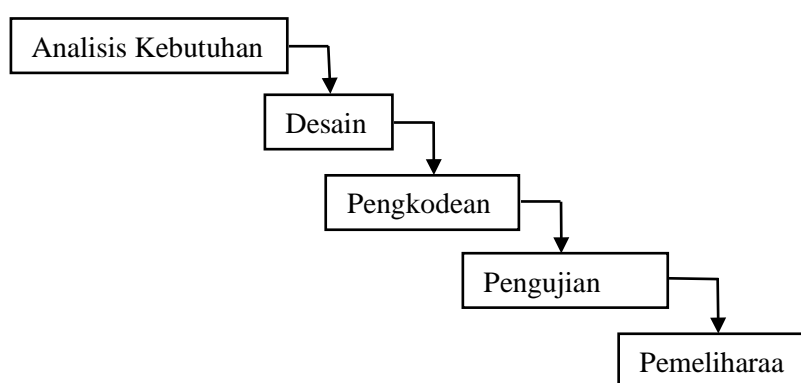 Analisis Kebutuhan
Desain
Pengkodean
Pengujian
Pemeliharaa